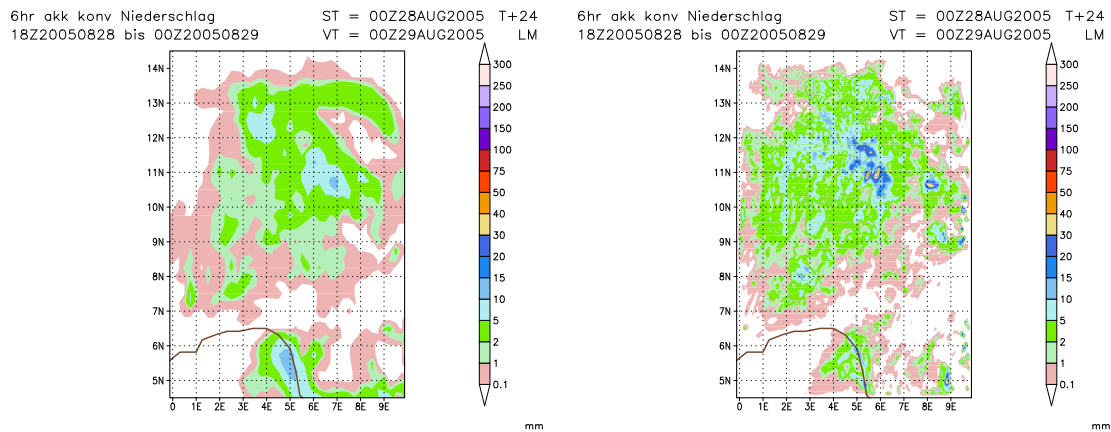 6hr akk konv Niederschlag ST = 00Z28AUG2005 T+24
18Z20050828 bis 00Z20050829 VT = 00Z29AUG2005 LM
14N
13N
12N
11N
10N
9N
8N
7N
6N
5N
0 1E 2E 3E 4E 5E 6E 7E 8E 9E
300
250
200
150
100
75
50
40
30
20
15
10
5
2
1
0.1
mm
6hr akk konv Niederschlag ST = 00Z28AUG2005 T+24
18Z20050828 bis 00Z20050829 VT = 00Z29AUG2005 LM
14N
13N
12N
11N
10N
9N
8N
7N
6N
5N
0 1E 2E 3E 4E 5E 6E 7E 8E 9E
300
250
200
150
100
75
50
40
30
20
15
10
5
2
1
0.1
mm